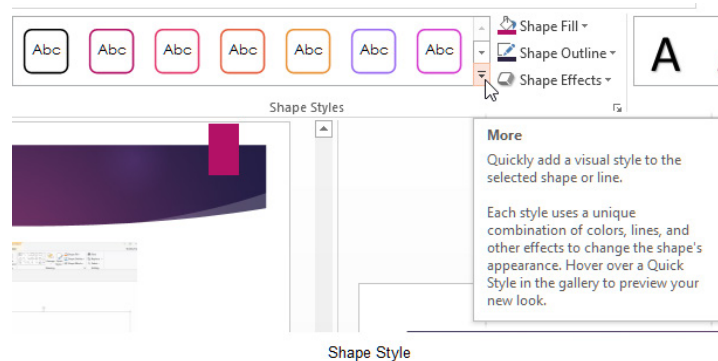 Abc Abc Abc Abc Abc Abc Abc
Shape Fill
Shape Outline
Shape Effects
A
Shape Styles
More
Quickly add a visual style to the
selected shape or line.
Each style uses a unique
combination of colors, lines, and
other effects to change the shape's
appearance. Hover over a Quick
Style in the gallery to preview your
new look.
Shape Style